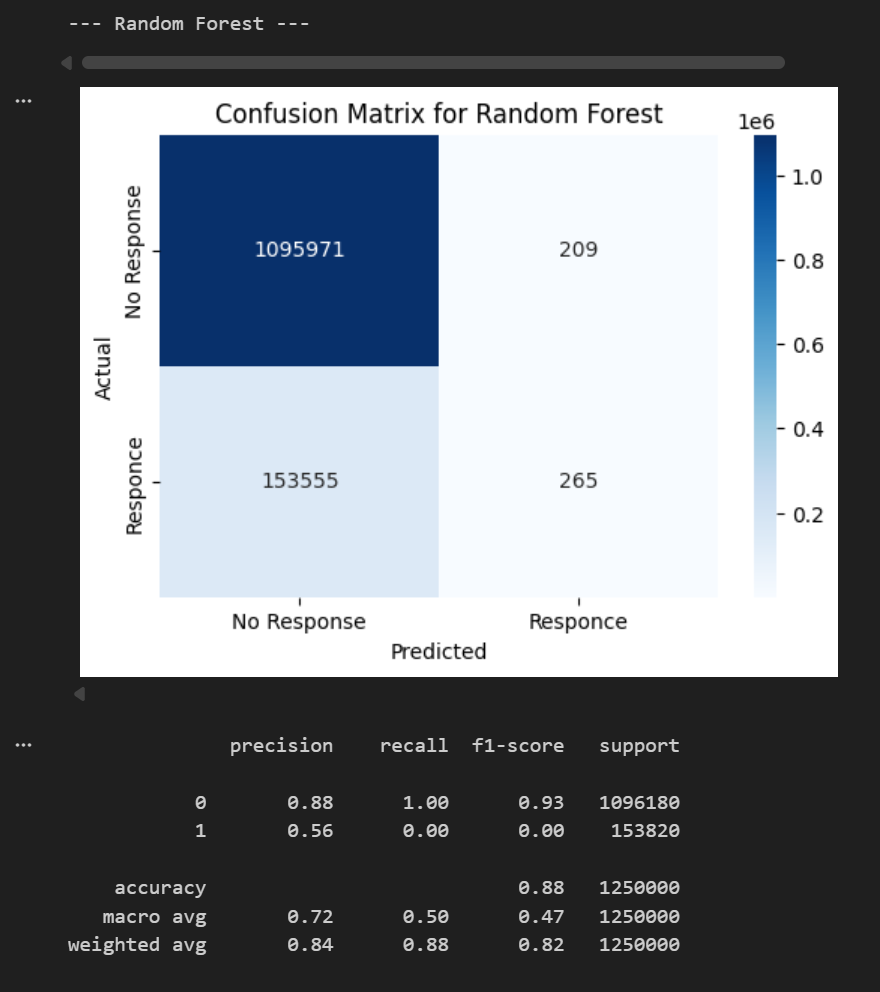 --- Random Forest ---
...
Confusion Matrix for Random Forest
1e6
No Response
Responce
Actual
1095971 209
153555 265
1.0
0.8
0.6
0.4
0.2
No Response Responce
Predicted
...
precision recall f1-score support
0 0.88 1.00 0.93 1096180
1 0.56 0.00 0.00 153820
accuracy 0.88 1250000
macro avg 0.72 0.50 0.47 1250000
weighted avg 0.84 0.88 0.82 1250000